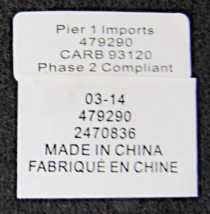 Pier 1 Imports
479290
CARB 93120
Phase 2 Compliant
03-14
479290
2470836
MADE IN CHINA
FABRIQUÉ EN CHINE